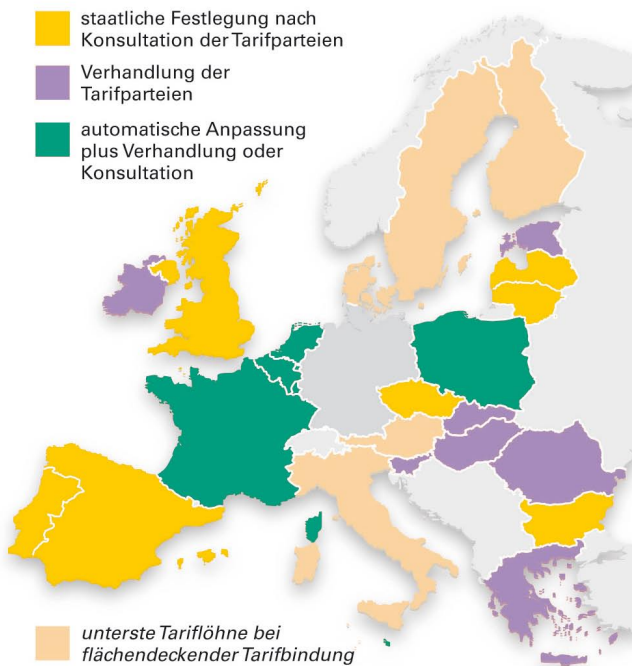 staatliche Festlegung nach
Konsultation der Tarifparteien
Verhandlung der
Tarifparteien
automatische Anpassung
plus Verhandlung oder
Konsultation
unterste Tariflöhne bei
flächendeckender Tarifbindung